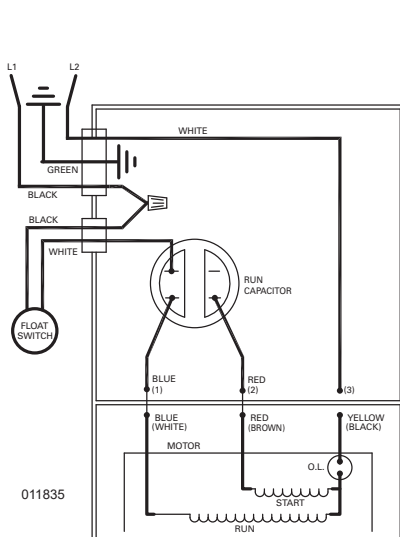 L1
L2
WHITE
GREEN
BLACK
BLACK
WHITE
RUN
CAPACITOR
FLOAT
SWITCH
BLUE
(1)
RED
(2)
(3)
BLUE
(WHITE)
RED
(BROWN)
YELLOW
(BLACK)
MOTOR
O.L.
011835
START
RUN